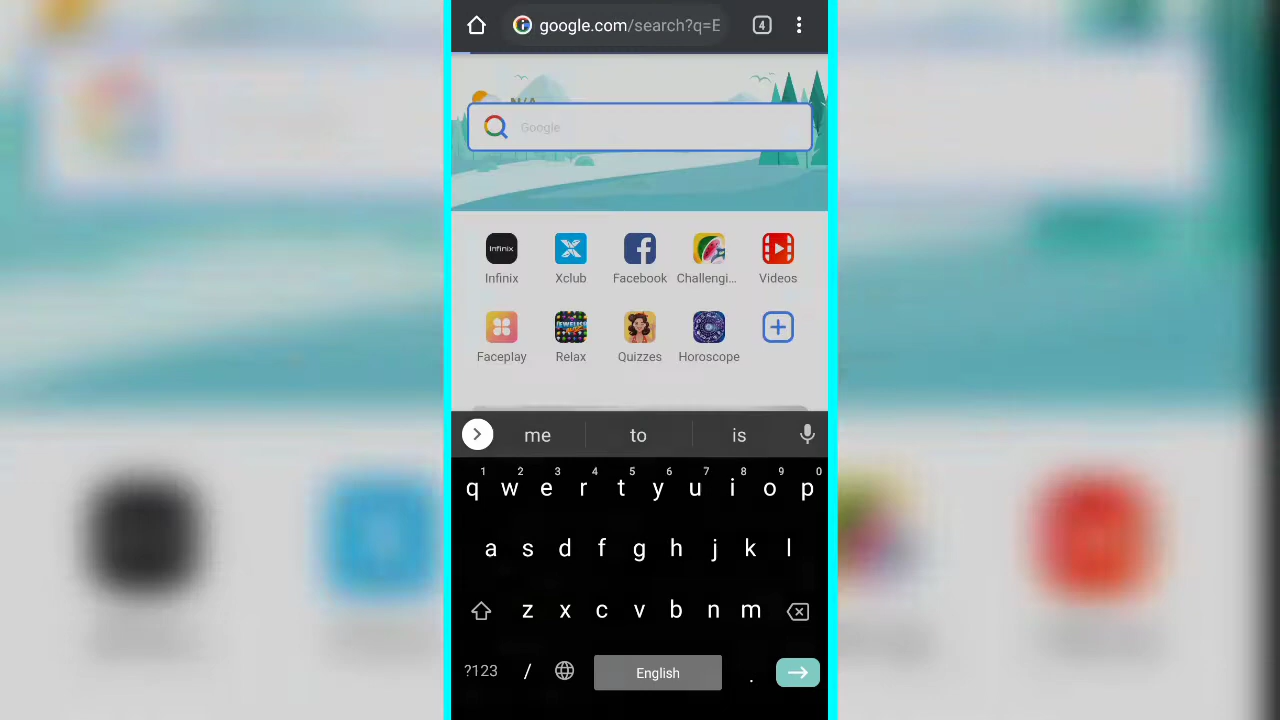 google.com/search?q=E 4
N/A
Google
Infinix
Infinix Xclub Facebook Challengi... Videos
JEWELISH
Faceplay Relax Quizzes Horoscope
me to is
1 2 3 4 5 6 7 8 9 0
q w e r t y u i o p
a s d f g h j k l
z x c v b n m
?123 / English .